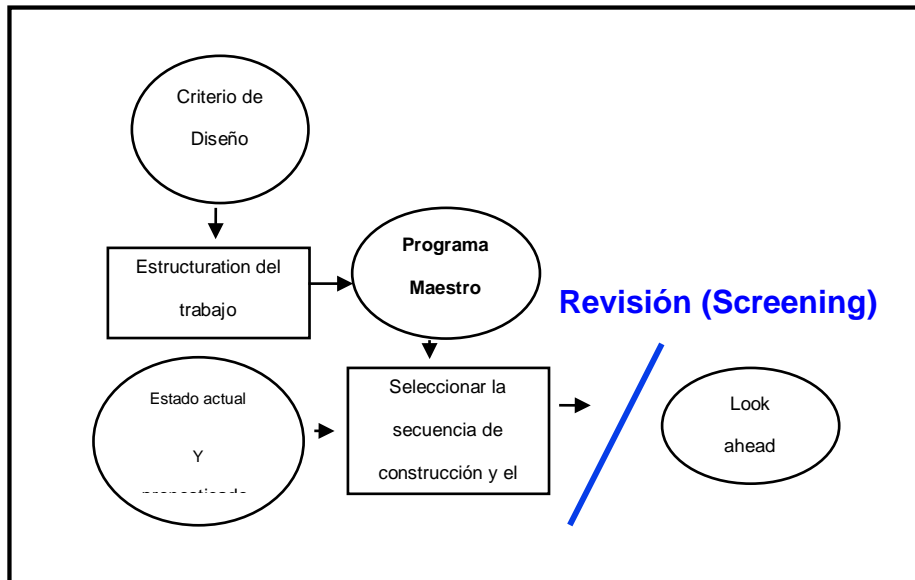 Criterio de
Diseño
Estructuration del
trabajo
Programa
Maestro
Revisión (Screening)
Estado actual
Y
Seleccionar la
secuencia de
construcción y el
Look
ahead